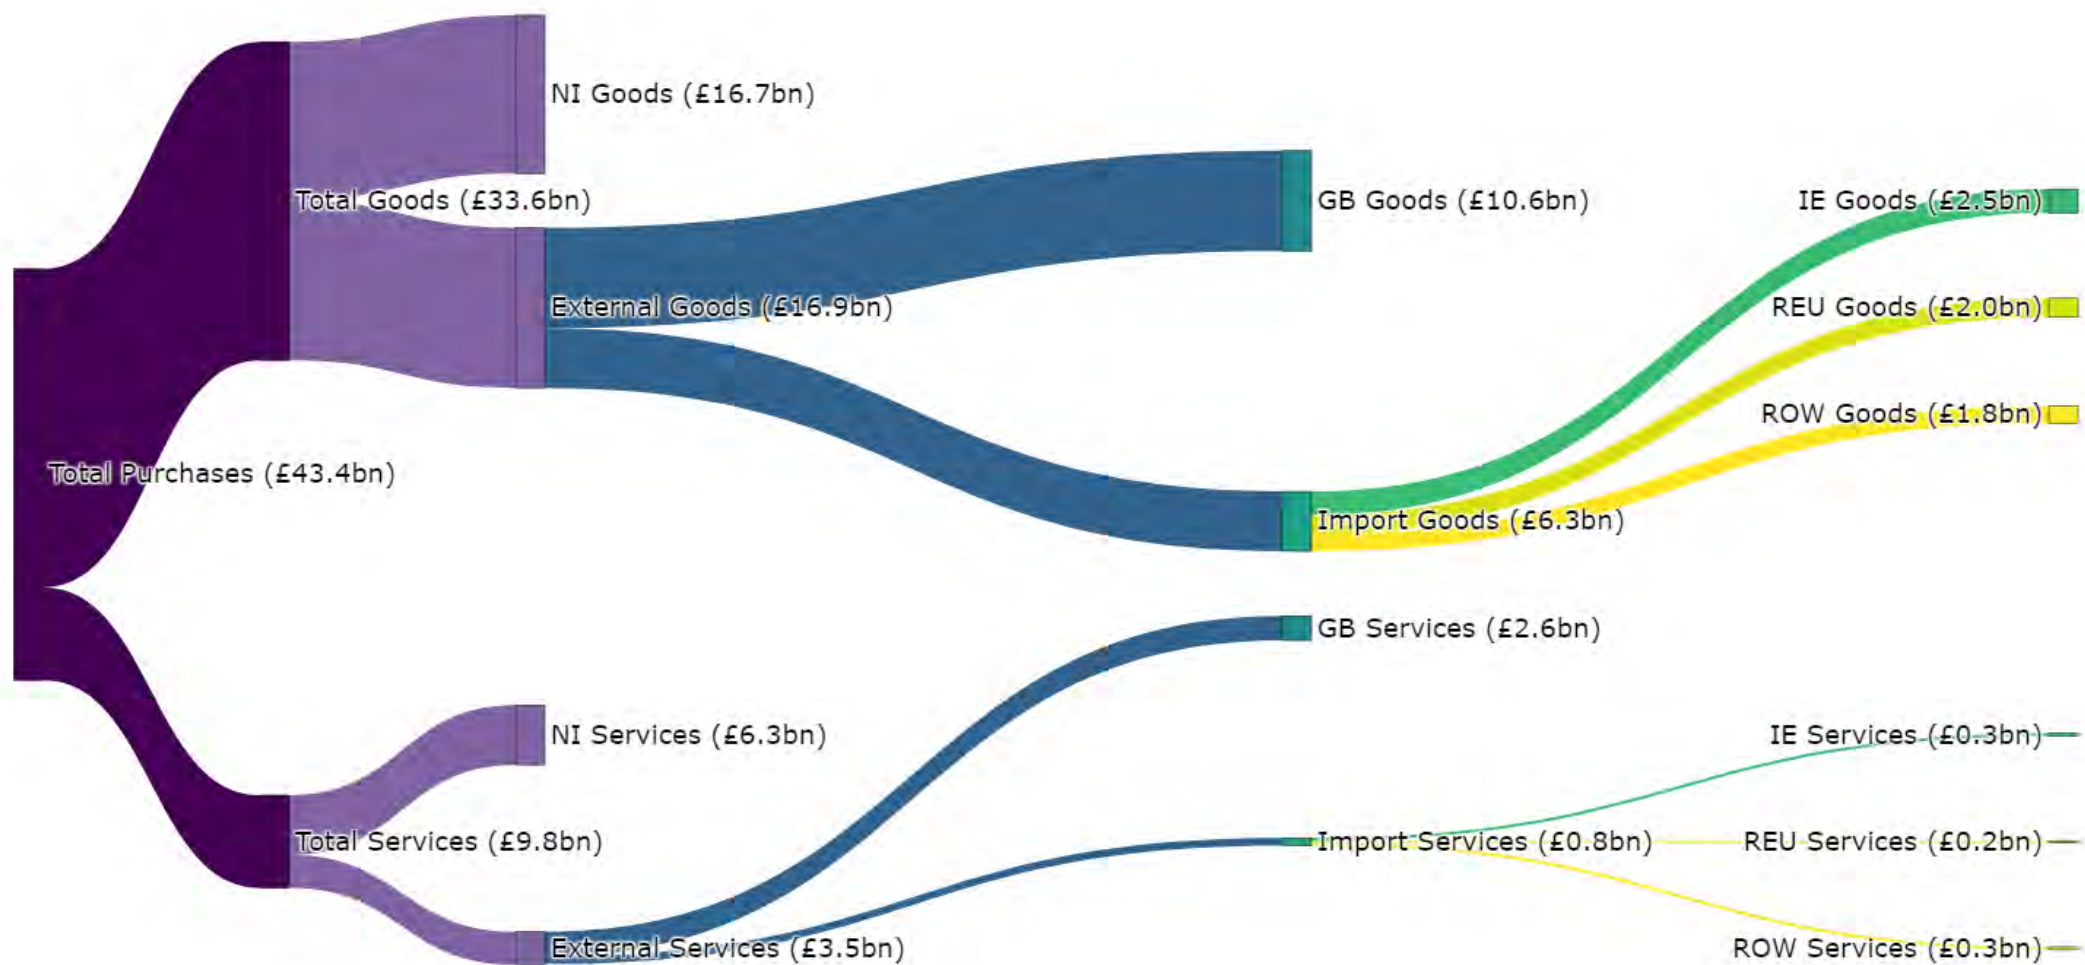 NI Goods (£16.7bn)
Total Goods (£33.6bn)
GB Goods (£10.6bn)
IE Goods (£2.5bn)
External Goods (£16.9bn)
REU Goods (£2.0bn)
ROW Goods (£1.8bn)
Total Purchases (£43.4bn)
Import Goods (£6.3bn)
GB Services (£2.6bn)
NI Services (£6.3bn)
IE Services (£0.3bn)
Total Services (£9.8bn)
Import Services (£0.8bn)
REU Services (£0.2bn)
External Services (£3.5bn)
ROW Services (£0.3bn)